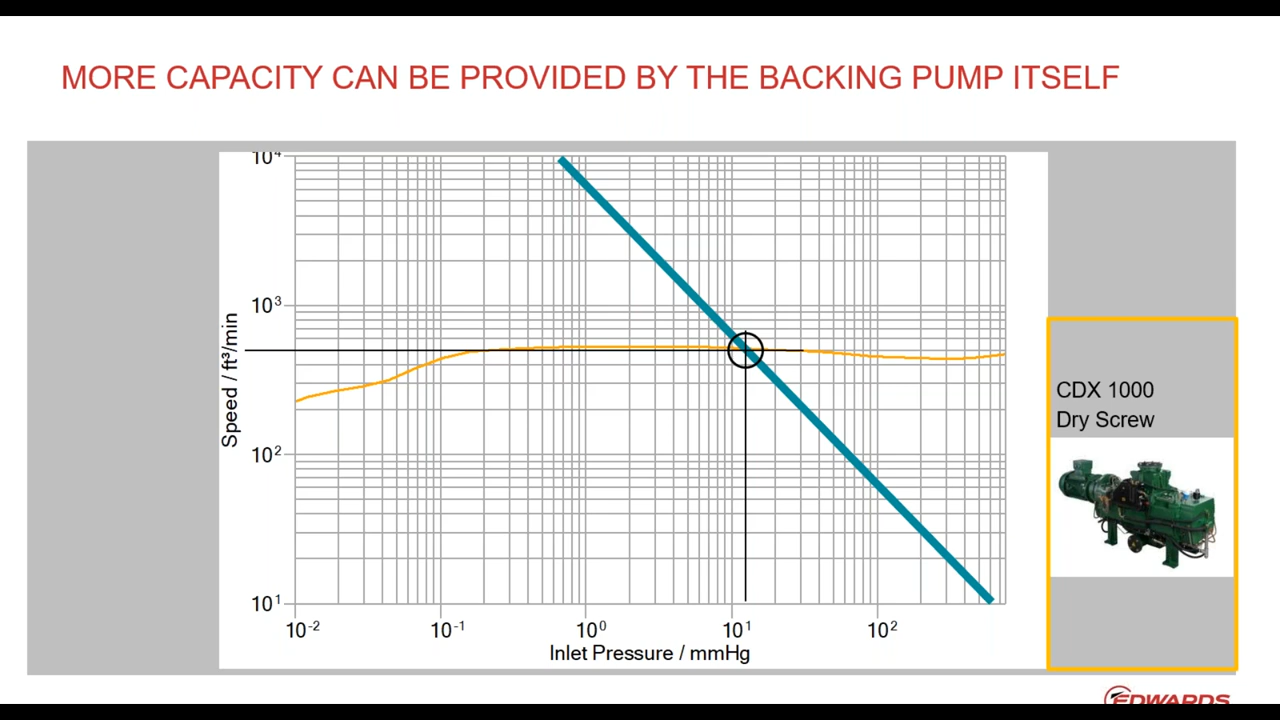 MORE CAPACITY CAN BE PROVIDED BY THE BACKING PUMP ITSELF
10⁴
10³
10²
10¹
Speed / ft³/min
10⁻²
10⁻¹
10⁰
10¹
10²
Inlet Pressure / mmHg
CDX 1000
Dry Screw
EDWARDS